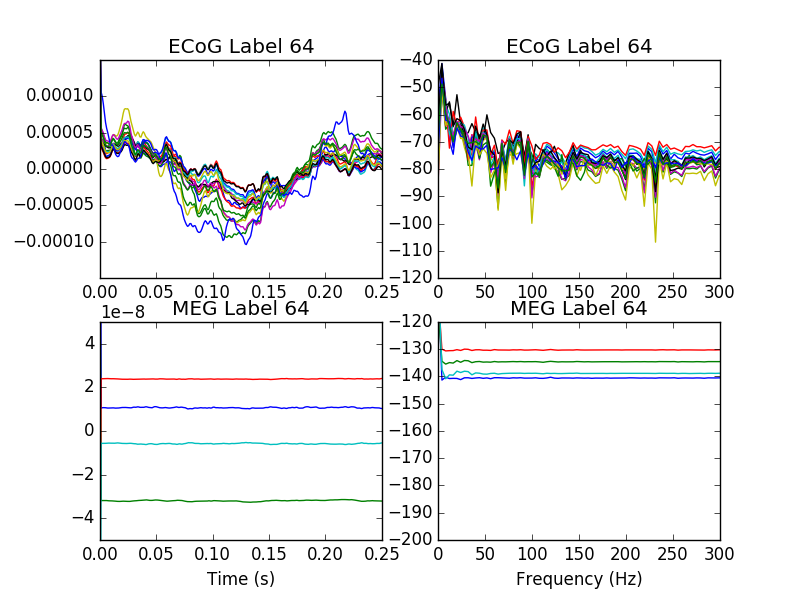 ECoG Label 64
0.00010
0.00005
0.00000
−0.00005
−0.00010
0.00 0.05 0.10 0.15 0.20 0.25
ECoG Label 64
−40
−50
−60
−70
−80
−90
−100
−110
−120
0 50 100 150 200 250 300
1e−8
MEG Label 64
4
2
0
−2
−4
0.00 0.05 0.10 0.15 0.20 0.25
Time (s)
MEG Label 64
−120
−130
−140
−150
−160
−170
−180
−190
−200
0 50 100 150 200 250 300
Frequency (Hz)